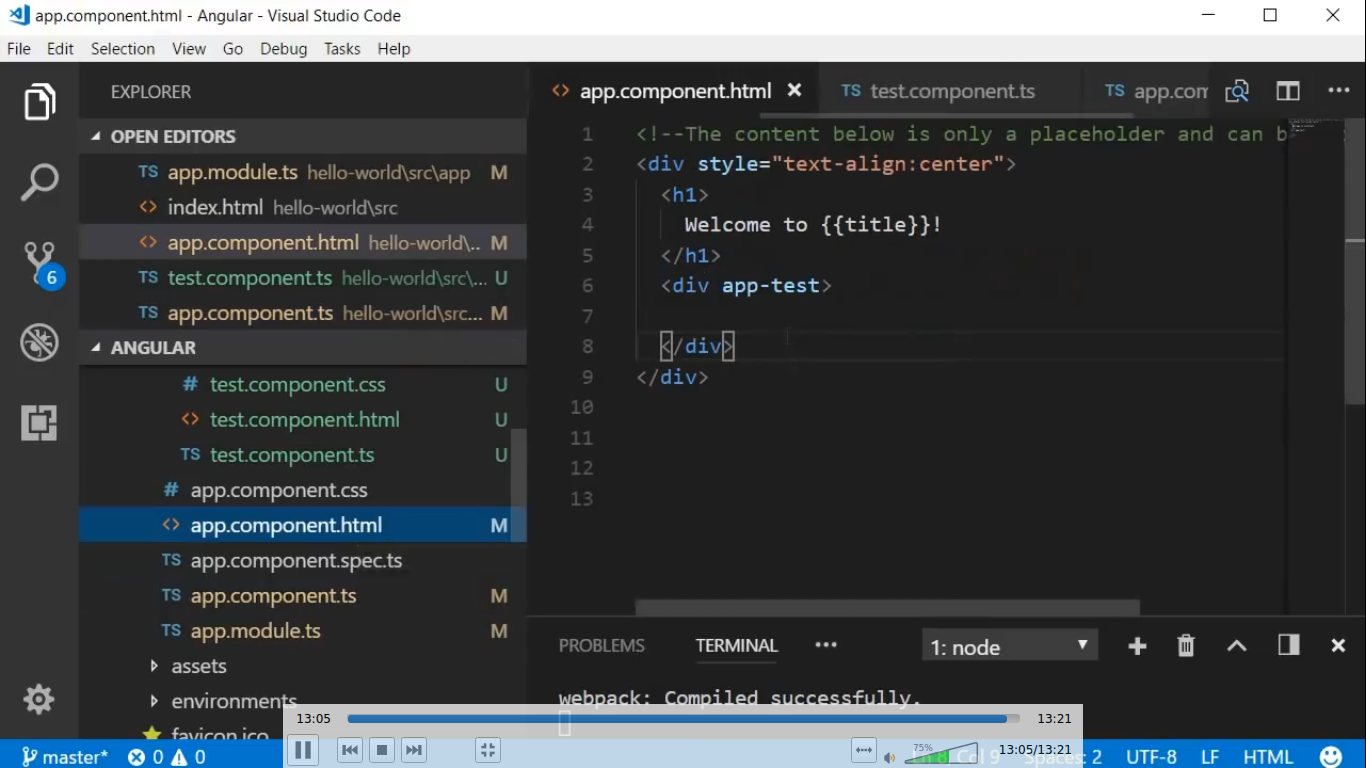 app.component.html - Angular - Visual Studio Code
File Edit Selection View Go Debug Tasks Help
EXPLORER
OPEN EDITORS
TS app.module.ts hello-world\src\app M
<> index.html hello-world\src
<> app.component.html hello-world\.. M
TS test.component.ts hello-world\src\... U
TS app.component.ts hello-world\src... M
6
ANGULAR
# test.component.css U
<> test.component.html U
TS test.component.ts U
# app.component.css
<> app.component.html M
TS app.component.spec.ts
TS app.component.ts M
TS app.module.ts M
assets
environments
favicon.ico
<> app.component.html × TS test.component.ts TS app.com
1 <!--The content below is only a placeholder and can b
2 <div style="text-align:center">
3 <h1>
4 Welcome to {{title}}!
5 </h1>
6 <div app-test>
7
8 </div>
9 </div>
10
11
12
13
PROBLEMS TERMINAL ••• 1: node
webpack: Compiled successfully.
13:05 13:21
75% 13:05/13:21
master* 0 0 Ln 8, Col 9 Spaces: 2 UTF-8 LF HTML